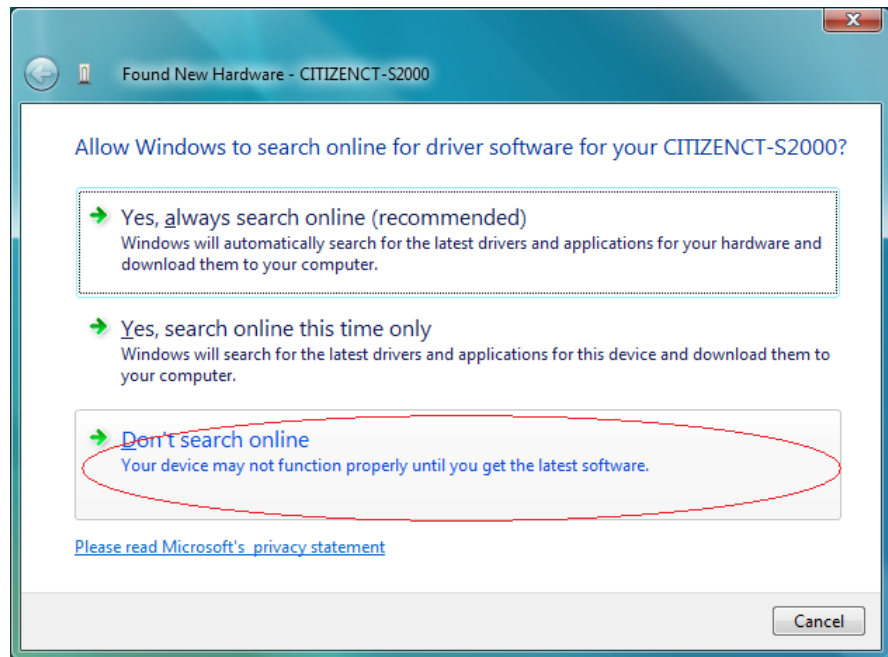 Found New Hardware - CITIZENCT-S2000
Allow Windows to search online for driver software for your CITIZENCT-S2000?
Yes, always search online (recommended)
Windows will automatically search for the latest drivers and applications for your hardware and
download them to your computer.
Yes, search online this time only
Windows will search for the latest drivers and applications for this device and download them to
your computer.
Don't search online
Your device may not function properly until you get the latest software.
Please read Microsoft's privacy statement
Cancel